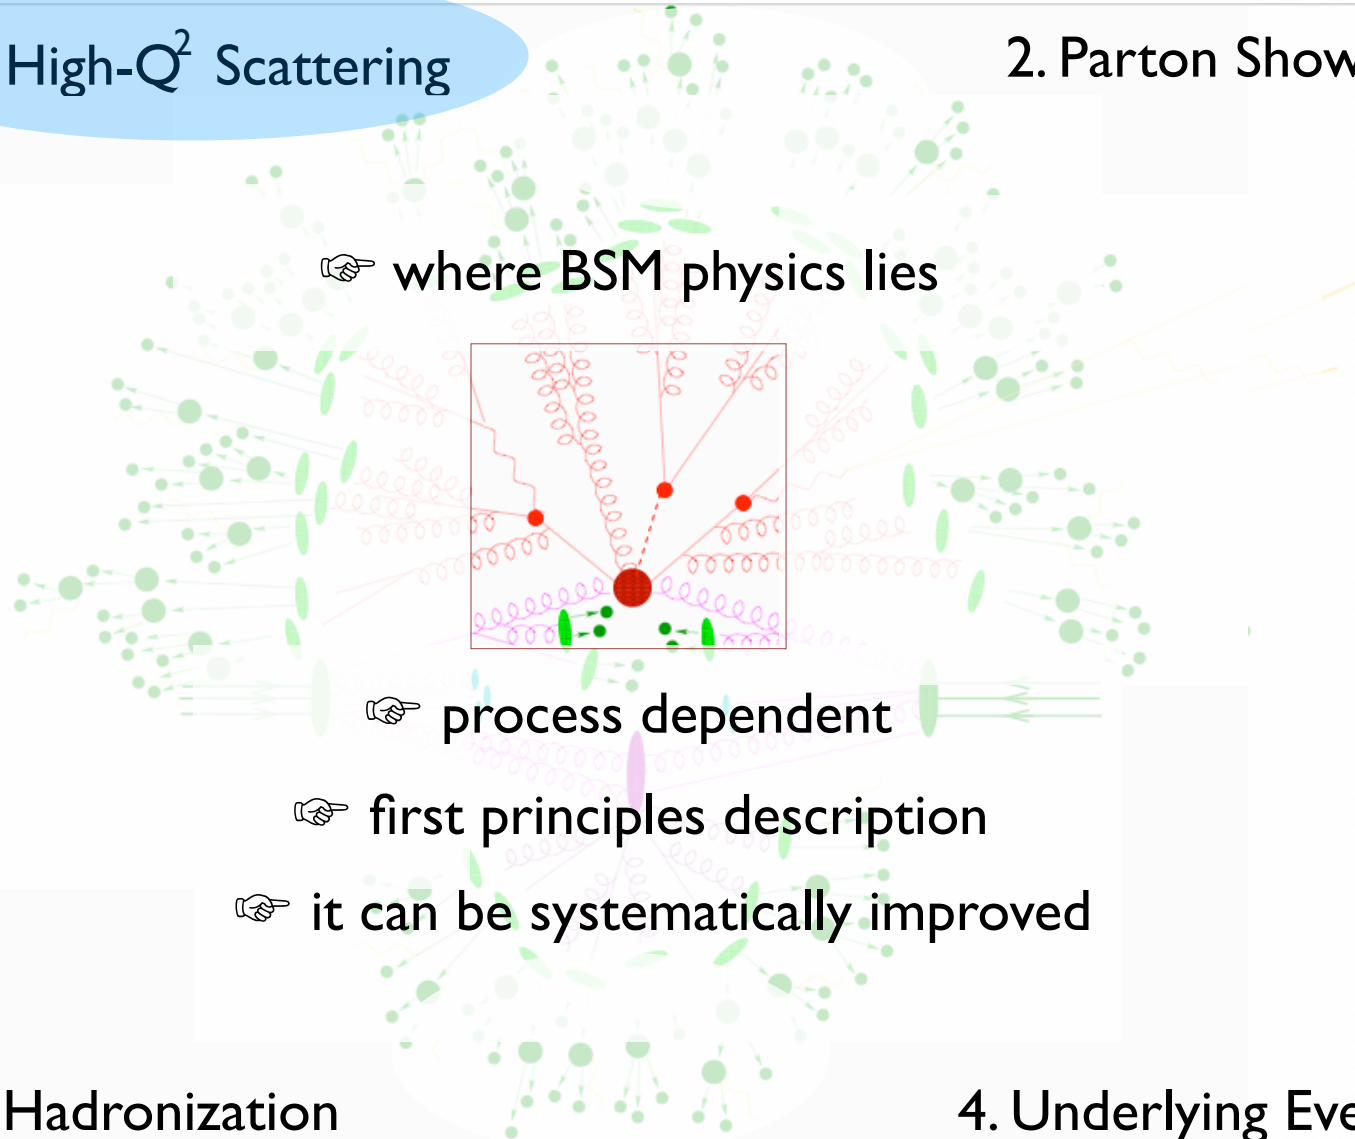 High-Q² Scattering
2. Parton Show
☞ where BSM physics lies
☞ process dependent
☞ first principles description
☞ it can be systematically improved
Hadronization
4. Underlying Eve